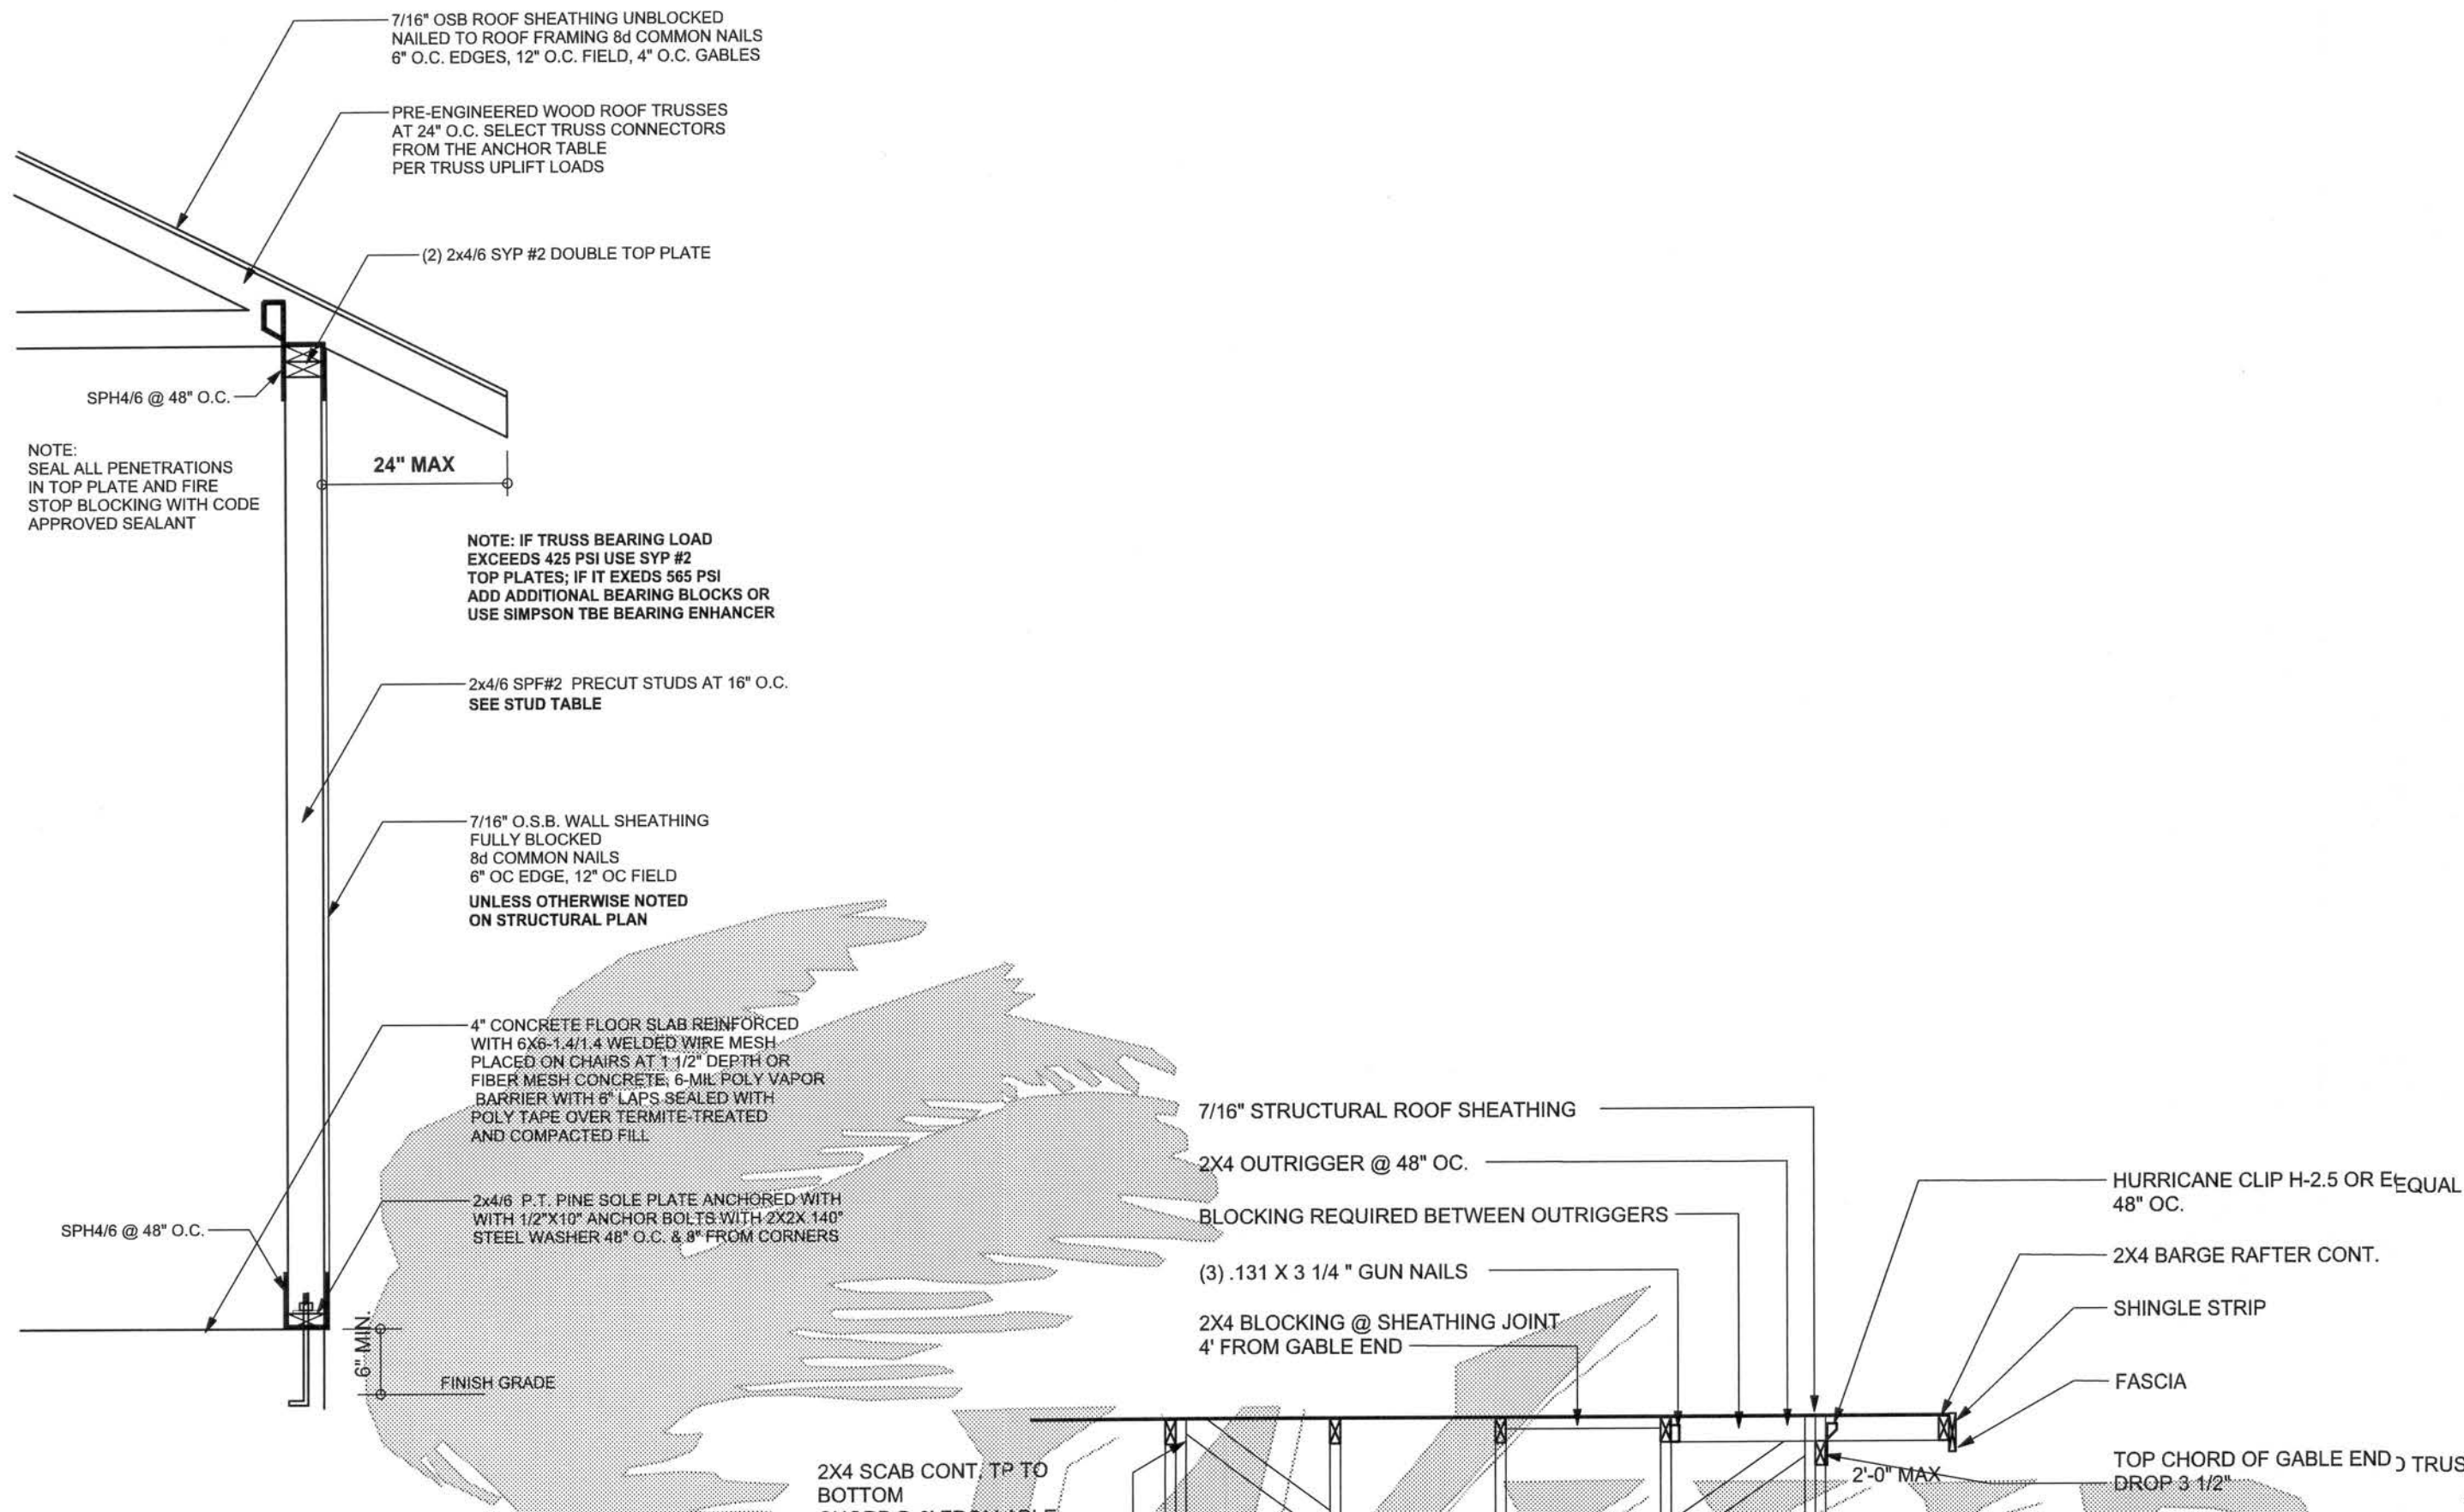 7/16" OSB ROOF SHEATHING UNBLOCKED
NAILED TO ROOF FRAMING 8d COMMON NAILS
6" O.C. EDGES, 12" O.C. FIELD, 4" O.C. GABLES
PRE-ENGINEERED WOOD ROOF TRUSSES
AT 24" O.C. SELECT TRUSS CONNECTORS
FROM THE ANCHOR TABLE
PER TRUSS UPLIFT LOADS
(2) 2x4/6 SYP #2 DOUBLE TOP PLATE
SPH4/6 @ 48" O.C.
NOTE:
SEAL ALL PENETRATIONS
IN TOP PLATE AND FIRE
STOP BLOCKING WITH CODE
APPROVED SEALANT
24" MAX
NOTE: IF TRUSS BEARING LOAD
EXCEEDS 425 PSI USE SYP #2
TOP PLATES; IF IT EXEDS 565 PSI
ADD ADDITIONAL BEARING BLOCKS OR
USE SIMPSON TBE BEARING ENHANCER
2x4/6 SPF#2 PRECUT STUDS AT 16" O.C.
SEE STUD TABLE
7/16" O.S.B. WALL SHEATHING
FULLY BLOCKED
8d COMMON NAILS
6" OC EDGE, 12" OC FIELD
UNLESS OTHERWISE NOTED
ON STRUCTURAL PLAN
4" CONCRETE FLOOR SLAB REINFORCED
WITH 6X6-1.4/1.4 WELDED WIRE MESH
PLACED ON CHAIRS AT 1 1/2" DEPTH OR
FIBER MESH CONCRETE, 6-MIL POLY VAPOR
BARRIER WITH 6" LAPS SEALED WITH
POLY TAPE OVER TERMITE-TREATED
AND COMPACTED FILL
2x4/6 P.T. PINE SOLE PLATE ANCHORED WITH
WITH 1/2"X10" ANCHOR BOLTS WITH 2X2X.140"
STEEL WASHER 48" O.C. & 8" FROM CORNERS
SPH4/6 @ 48" O.C.
6" MIN.
FINISH GRADE
7/16" STRUCTURAL ROOF SHEATHING
2X4 OUTRIGGER @ 48" OC.
BLOCKING REQUIRED BETWEEN OUTRIGGERS
(3) .131 X 3 1/4 " GUN NAILS
2X4 BLOCKING @ SHEATHING JOINT
4' FROM GABLE END
HURRICANE CLIP H-2.5 OR EQUAL
48" OC.
2X4 BARGE RAFTER CONT.
SHINGLE STRIP
FASCIA
TOP CHORD OF GABLE END
DROP 3 1/2"
2'-0" MAX
2X4 SCAB CONT. TP TO
BOTTOM